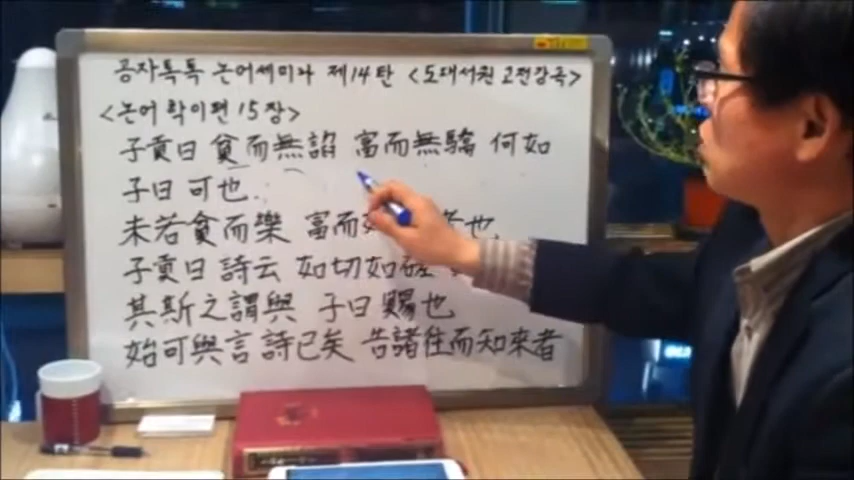 공자톡톡 논어세미나 제14탄 <도재서원 고전강독>
<논어 학이편 15장>
子貢曰 貧而無諂 富而無驕 何如
子曰 可也
未若貧而樂 富而 也
子貢曰 詩云 如切如磋
其斯之謂與 子曰 賜也
始可與言詩已矣 告諸往而知來者